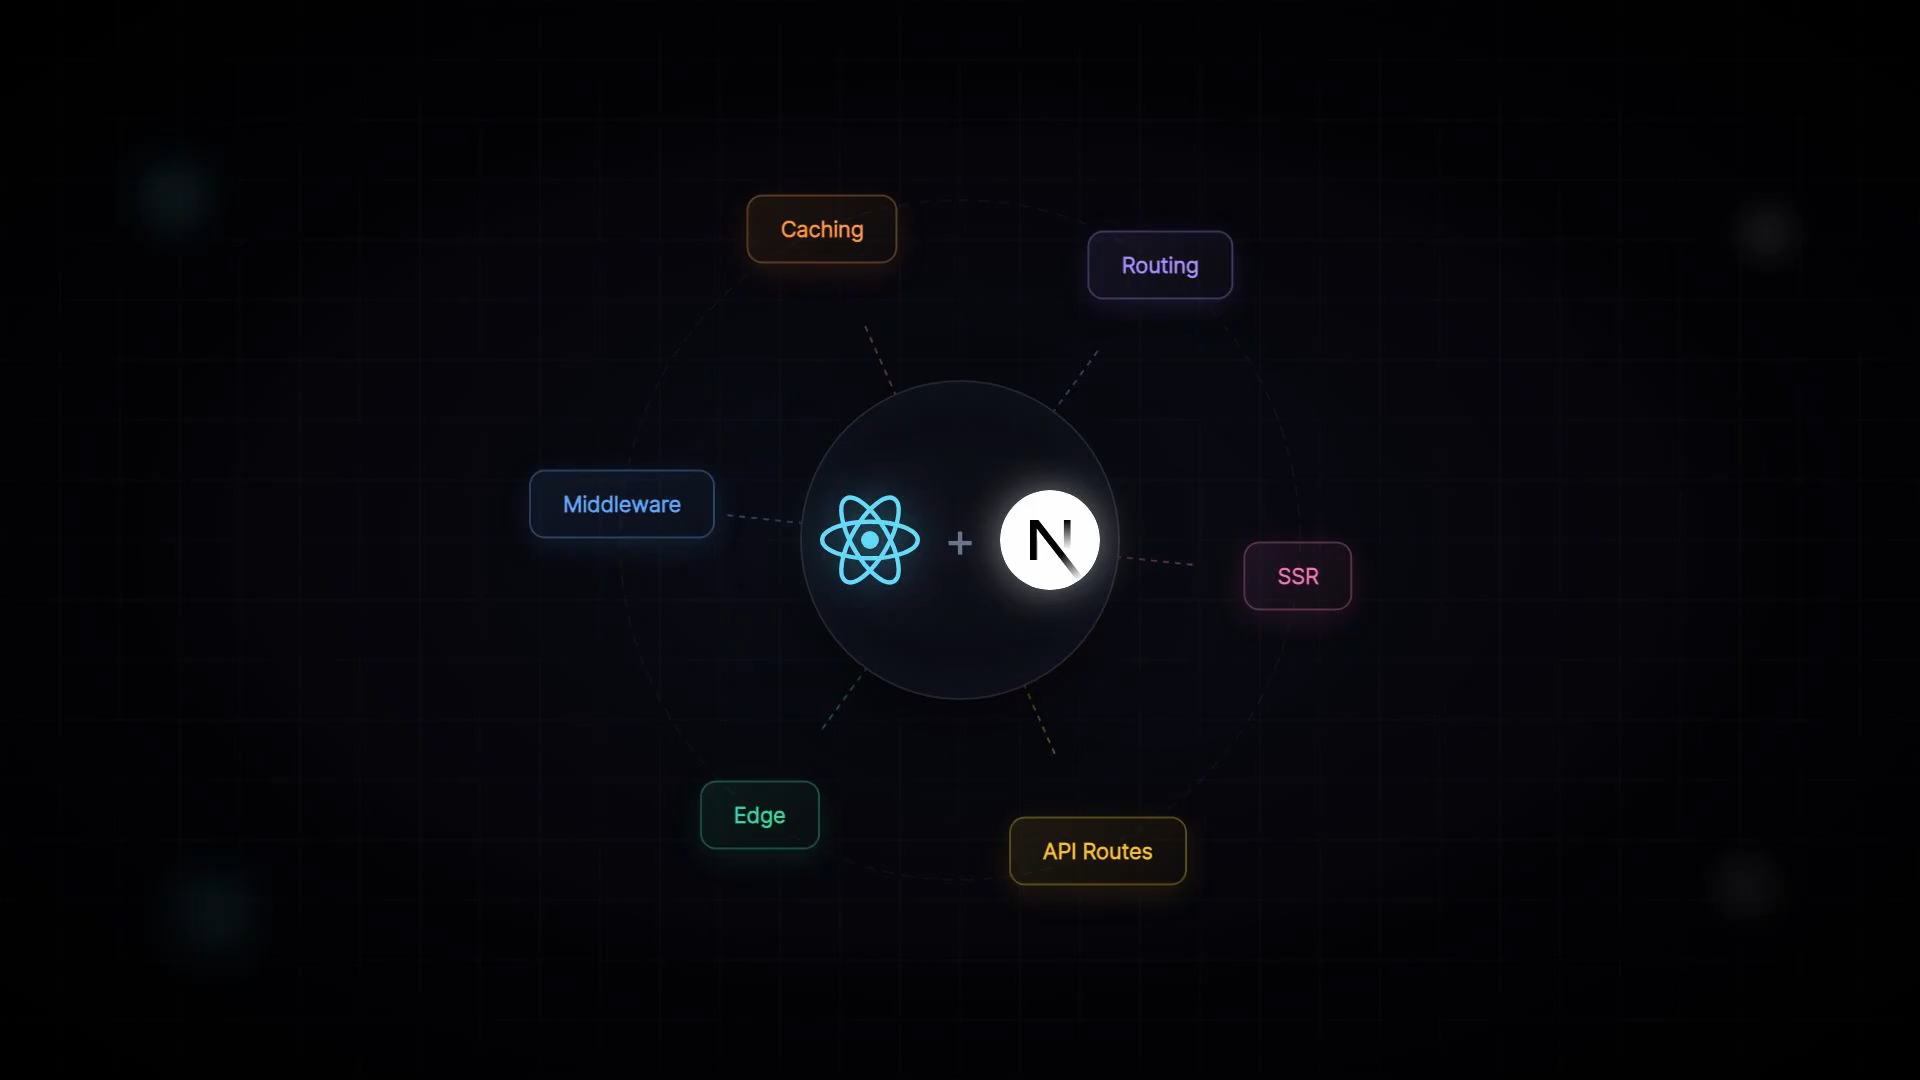 Caching
Routing
Middleware
+
N
SSR
Edge
API Routes